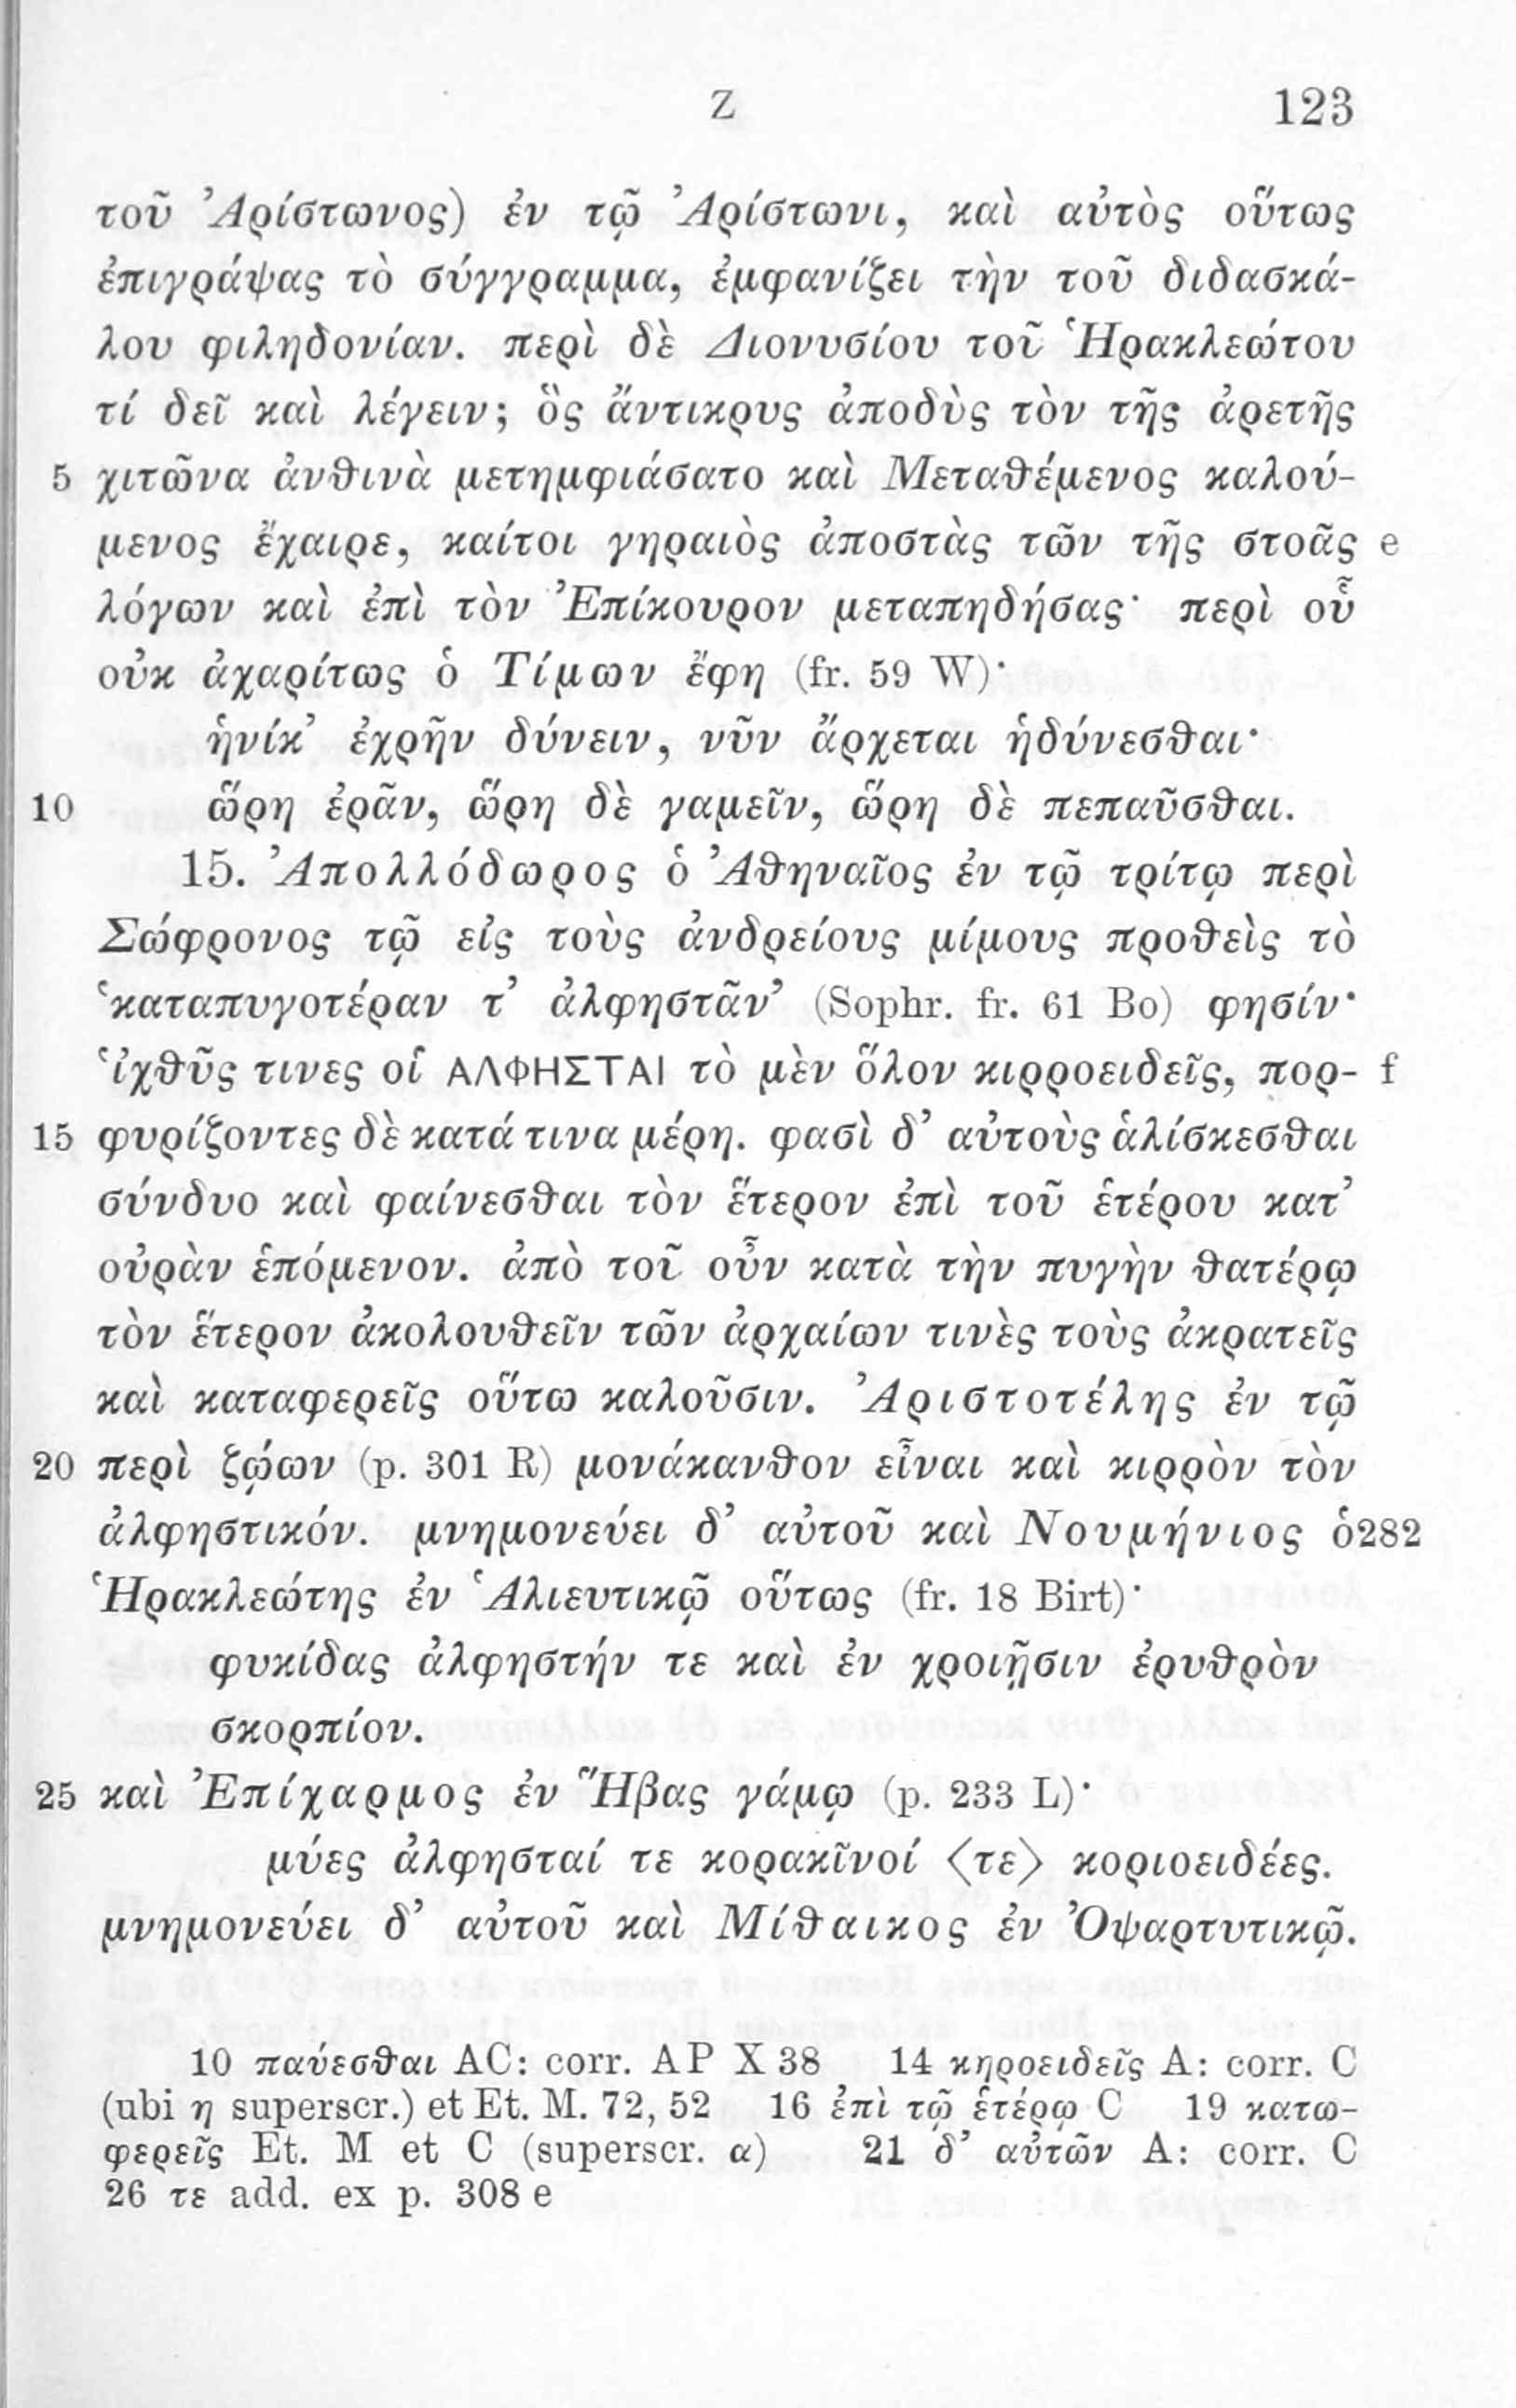 Z 123
τοῦ Ἀρίστωνος) ἐν τῷ Ἀρίστωνι, καὶ αὐτὸς οὕτως
ἐπιγράψας τὸ σύγγραμμα, ἐμφανίζει τὴν τοῦ διδασκά-
λου φιληδονίαν. περὶ δὲ Διονυσίου τοῦ Ἡρακλεώτου
τί δεῖ καὶ λέγειν; ὃς ἄντικρυς ἀποδὺς τὸν τῆς ἀρετῆς
5 χιτῶνα ἀνθινὰ μετημφιάσατο καὶ Μεταθέμενος καλού-
μενος ἔχαιρε, καίτοι γηραιὸς ἀποστὰς τῶν τῆς στοᾶς e
λόγων καὶ ἐπὶ τὸν Ἐπίκουρον μεταπηδήσας· περὶ οὗ
οὐκ ἀχαρίτως ὁ Τίμων ἔφη (fr. 59 W)·
ἡνίκ’ ἐχρῆν δύνειν, νῦν ἄρχεται ἡδύνεσθαι·
10 ὥρη ἐρᾶν, ὥρη δὲ γαμεῖν, ὥρη δὲ πεπαῦσθαι.
15. Ἀπολλόδωρος ὁ Ἀθηναῖος ἐν τῷ τρίτῳ περὶ
Σώφρονος τῷ εἰς τοὺς ἀνδρείους μίμους προθεὶς τὸ
‘καταπυγοτέραν τ’ ἀλφηστᾶν’ (Sophr. fr. 61 Bo) φησίν·
‘ἰχθῦς τινες οἱ ΑΛΦΗΣΤΑΙ τὸ μὲν ὅλον κιρροειδεῖς, πορ- f
15 φυρίζοντες δὲ κατά τινα μέρη. φασὶ δ’ αὐτοὺς ἁλίσκεσθαι
σύνδυο καὶ φαίνεσθαι τὸν ἕτερον ἐπὶ τοῦ ἑτέρου κατ’
οὐρὰν ἑπόμενον. ἀπὸ τοῦ οὖν κατὰ τὴν πυγὴν θατέρῳ
τὸν ἕτερον ἀκολουθεῖν τῶν ἀρχαίων τινὲς τοὺς ἀκρατεῖς
καὶ καταφερεῖς οὕτω καλοῦσιν. Ἀριστοτέλης ἐν τῷ
20 περὶ ζῴων (p. 301 R) μονάκανθον εἶναι καὶ κιρρὸν τὸν
ἀλφηστικόν. μνημονεύει δ’ αὐτοῦ καὶ Νουμήνιος ὁ 282
Ἡρακλεώτης ἐν Ἁλιευτικῷ οὕτως (fr. 18 Birt)·
φυκίδας ἀλφηστήν τε καὶ ἐν χροιῇσιν ἐρυθρὸν
σκορπίον.
25 καὶ Ἐπίχαρμος ἐν Ἥβας γάμῳ (p. 233 L)·
μύες ἀλφησταί τε κορακῖνοί ⟨τε⟩ κοριοειδέες.
μνημονεύει δ’ αὐτοῦ καὶ Μίθαικος ἐν Ὀψαρτυτικῷ.
10 παύεσθαι AC: corr. AP X 38 14 κηροειδεῖς A: corr. C
(ubi η superscr.) et Et. M. 72, 52 16 ἐπὶ τῷ ἑτέρῳ C 19 κατω-
φερεῖς Et. M et C (superscr. α) 21 δ’ αὐτῶν A: corr. C
26 τε add. ex p. 308 e